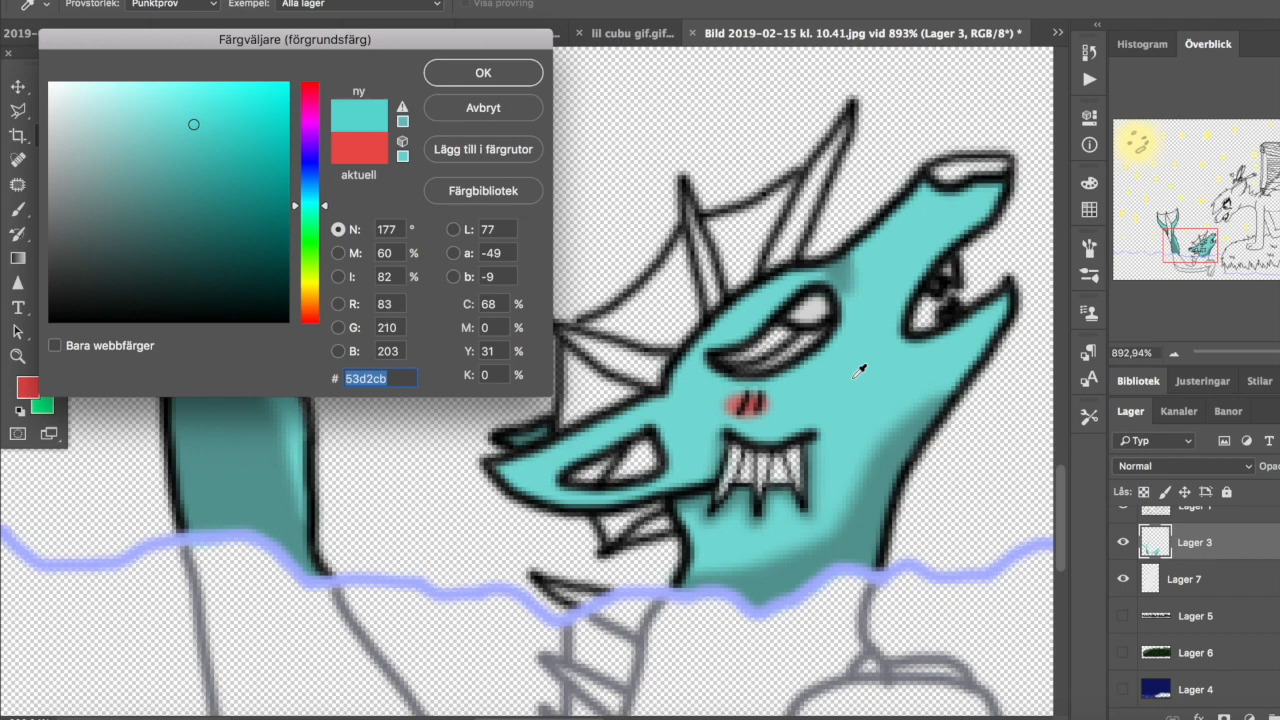 Provstorlek: Punktprov Exempel: Alla lager Visa provring
2019- lil cubu gif.gif... Bild 2019-02-15 kl. 10.41.jpg vid 893% (Lager 3, RGB/8*) *
Färgväljare (förgrundsfärg)
Histogram Överblick
ny OK
Avbryt
Lägg till i färgrutor
aktuell
Färgbibliotek
N: 177 ° L: 77
M: 60 % a: -49
I: 82 % b: -9
R: 83 C: 68 %
G: 210 M: 0 %
B: 203 Y: 31 %
Bara webbfärger
# 53d2cb K: 0 %
892,94%
Bibliotek Justeringar Stilar
Lager Kanaler Banor
Typ
Normal Opac
Lås:
Lager 3
Lager 7
Lager 5
Lager 6
Lager 4